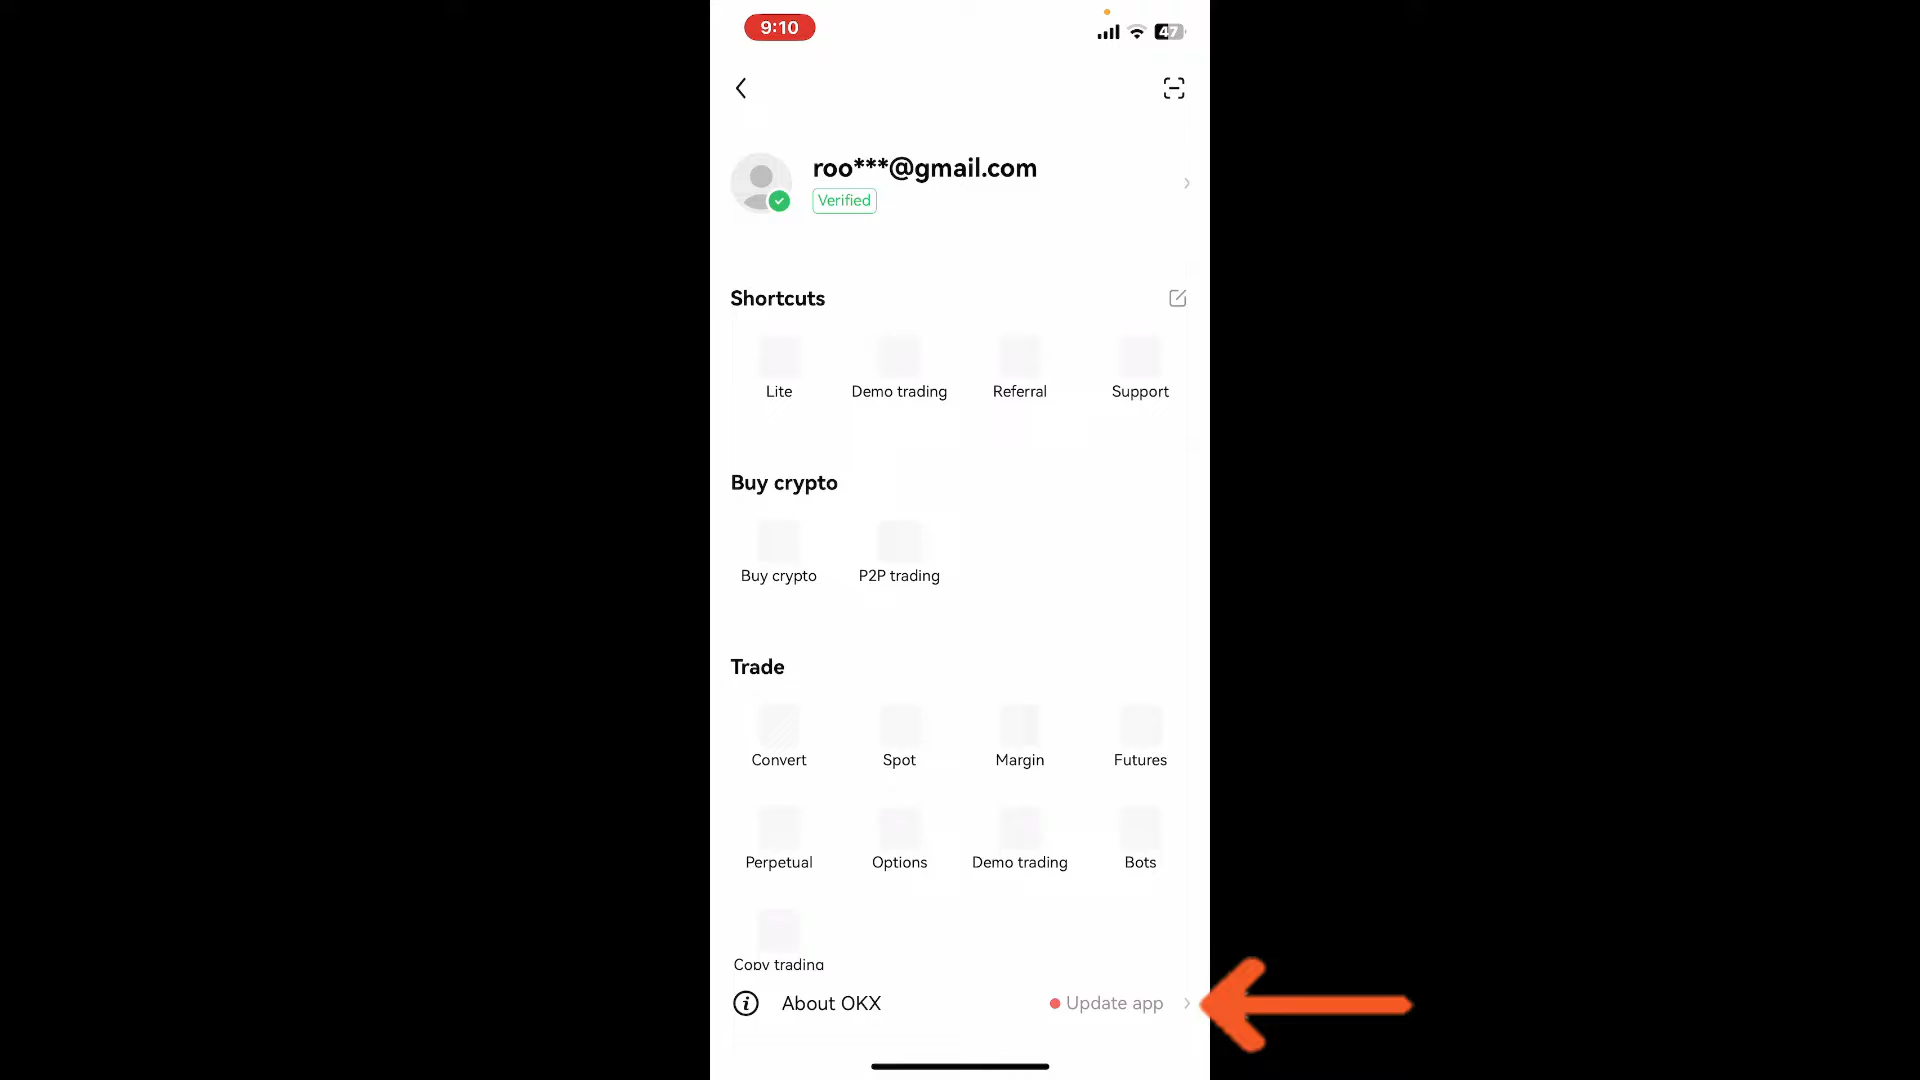 9:10
47
roo***@gmail.com
Verified
Shortcuts
Lite Demo trading Referral Support
Buy crypto
Buy crypto P2P trading
Trade
Convert Spot Margin Futures
Perpetual Options Demo trading Bots
Copy trading
About OKX Update app